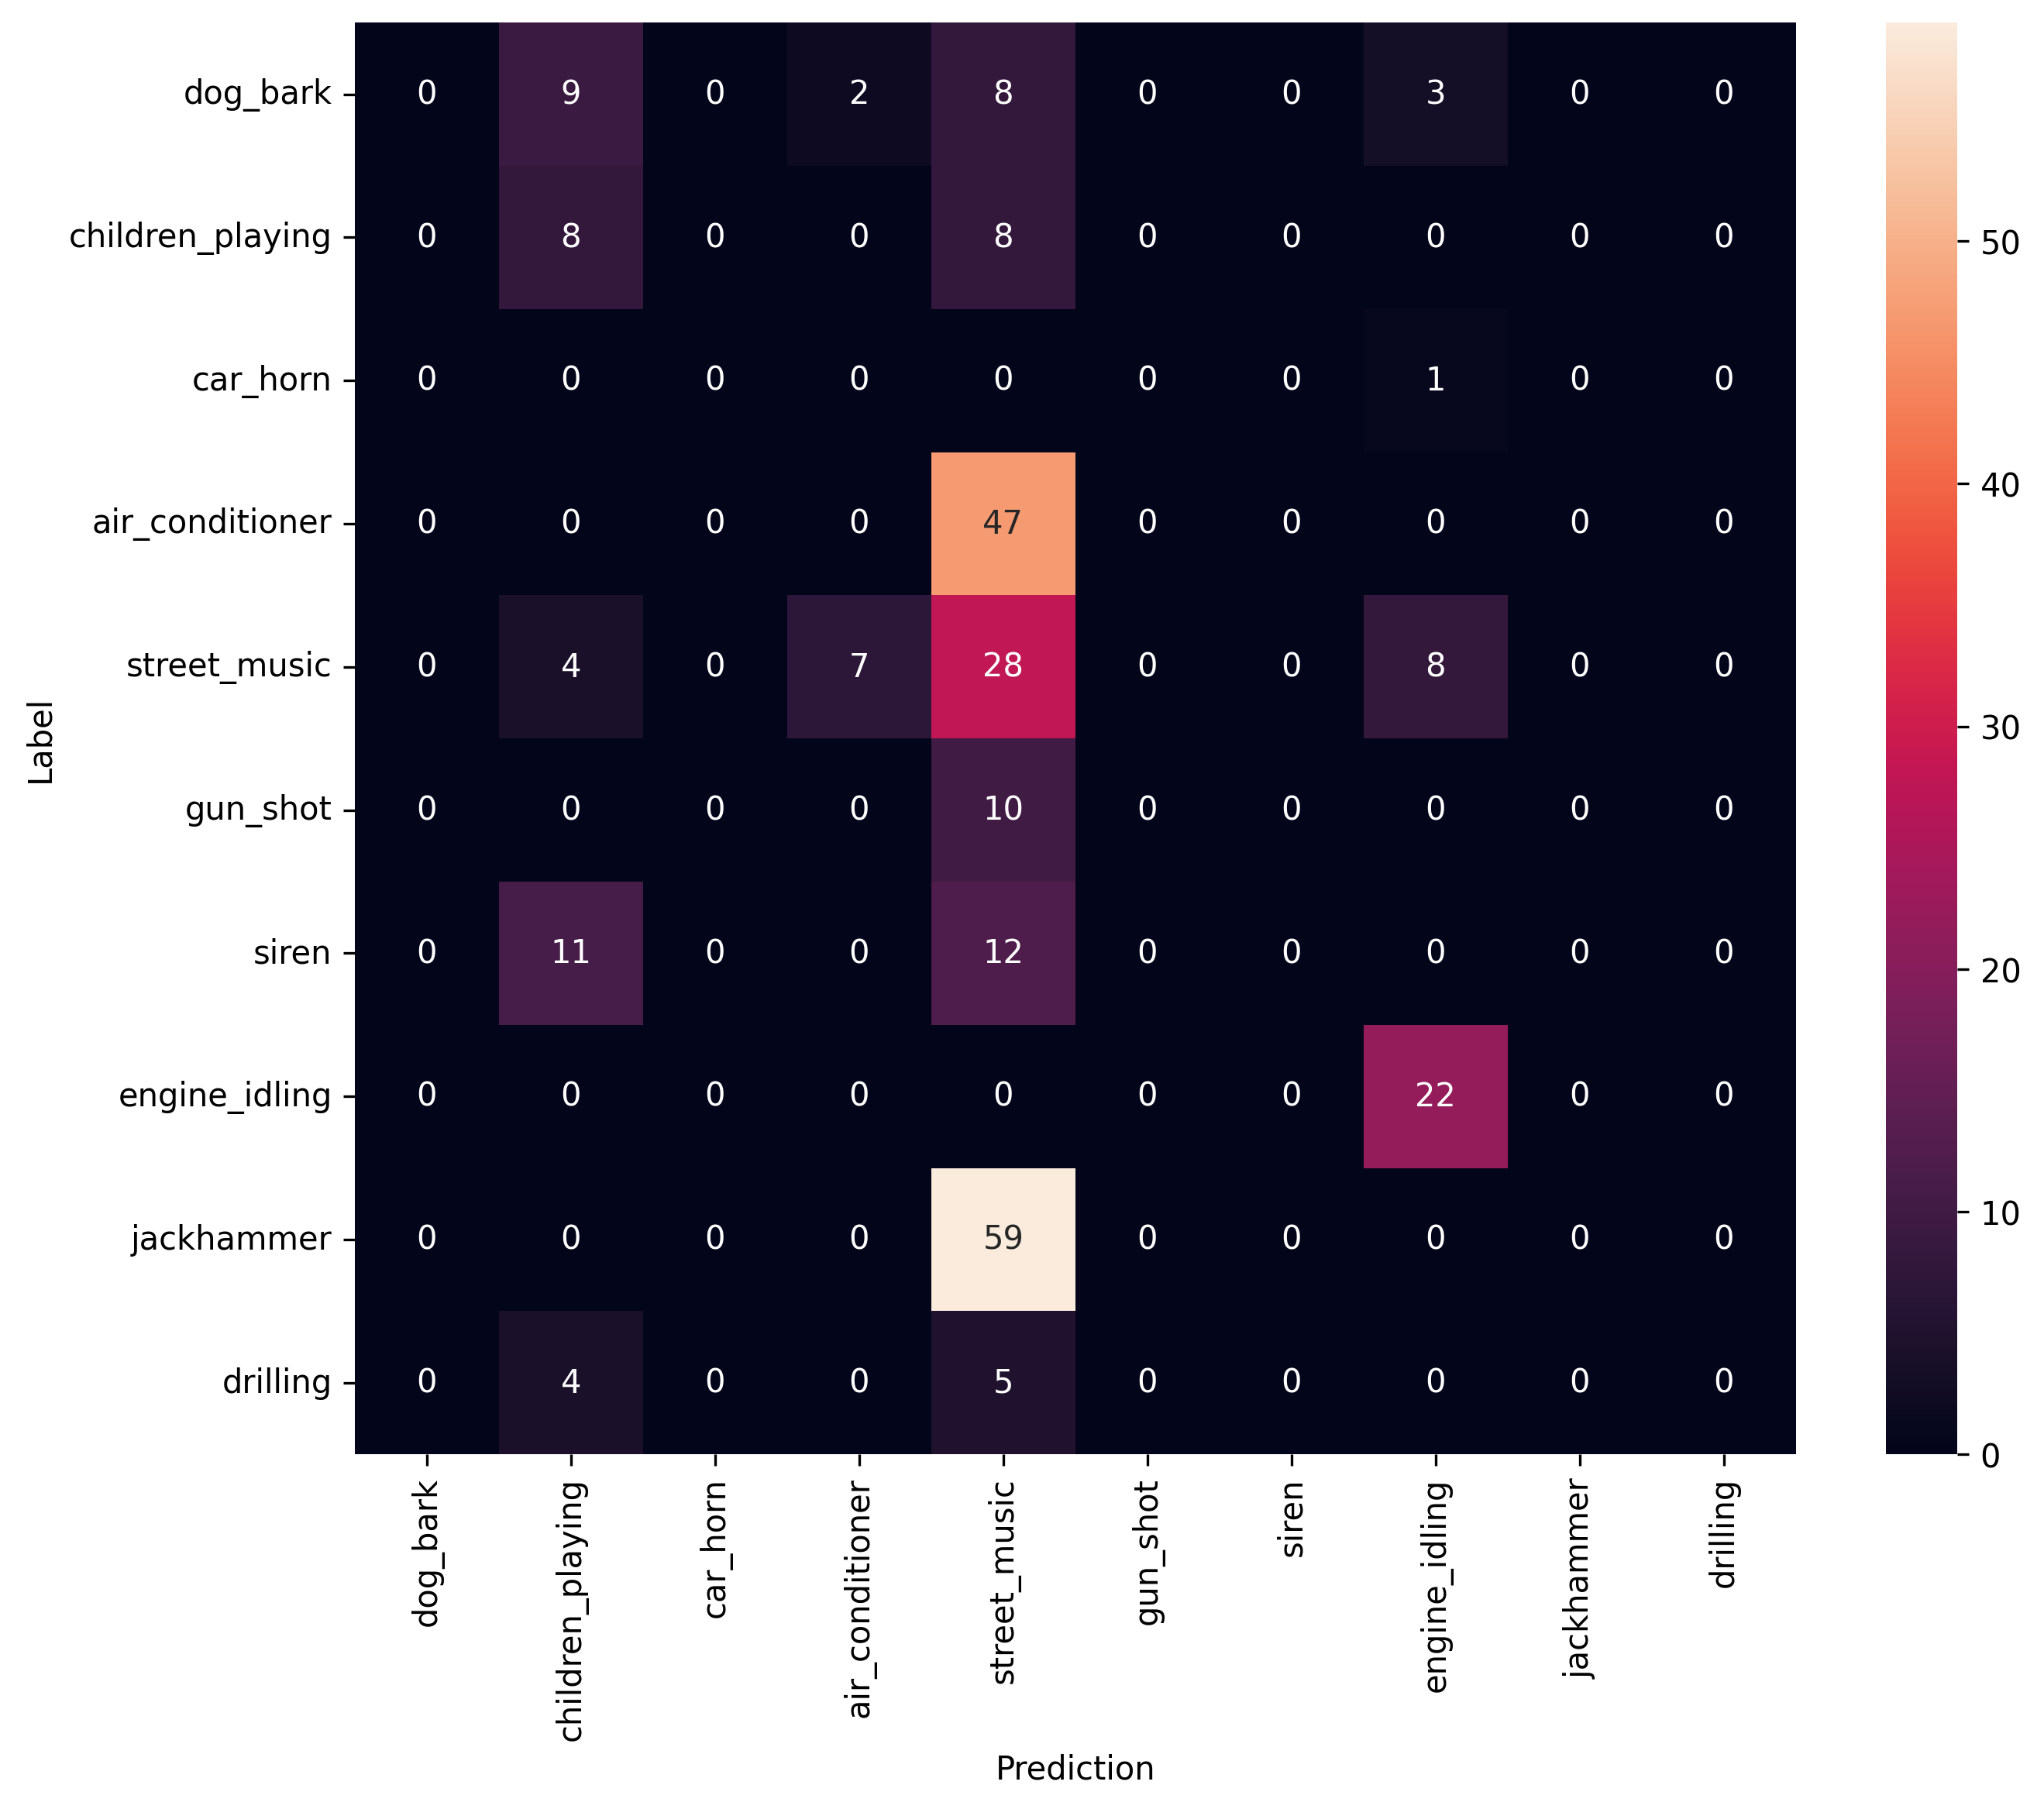 dog_bark 0 9 0 2 8 0 0 3 0 0
children_playing 0 8 0 0 8 0 0 0 0 0
car_horn 0 0 0 0 0 0 0 1 0 0
air_conditioner 0 0 0 0 47 0 0 0 0 0
street_music 0 4 0 7 28 0 0 8 0 0
gun_shot 0 0 0 0 10 0 0 0 0 0
siren 0 11 0 0 12 0 0 0 0 0
engine_idling 0 0 0 0 0 0 0 22 0 0
jackhammer 0 0 0 0 59 0 0 0 0 0
drilling 0 4 0 0 5 0 0 0 0 0
Label
dog_bark
children_playing
car_horn
air_conditioner
street_music
gun_shot
siren
engine_idling
jackhammer
drilling
Prediction
50
40
30
20
10
0